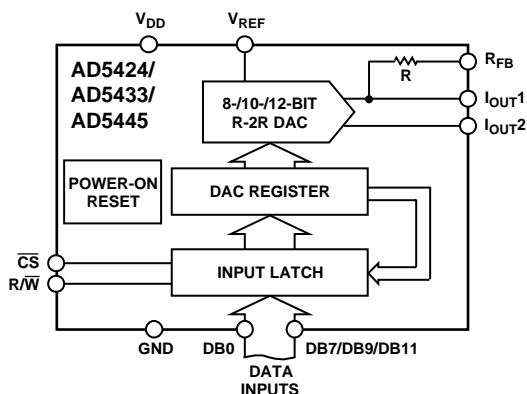 VDD
VREF
AD5424/
AD5433/
AD5445
RFB
R
8-/10-/12-BIT
R-2R DAC
IOUT1
IOUT2
POWER-ON
RESET
DAC REGISTER
C̅S̅
R/W̅
INPUT LATCH
GND
DB0
DB7/DB9/DB11
DATA
INPUTS